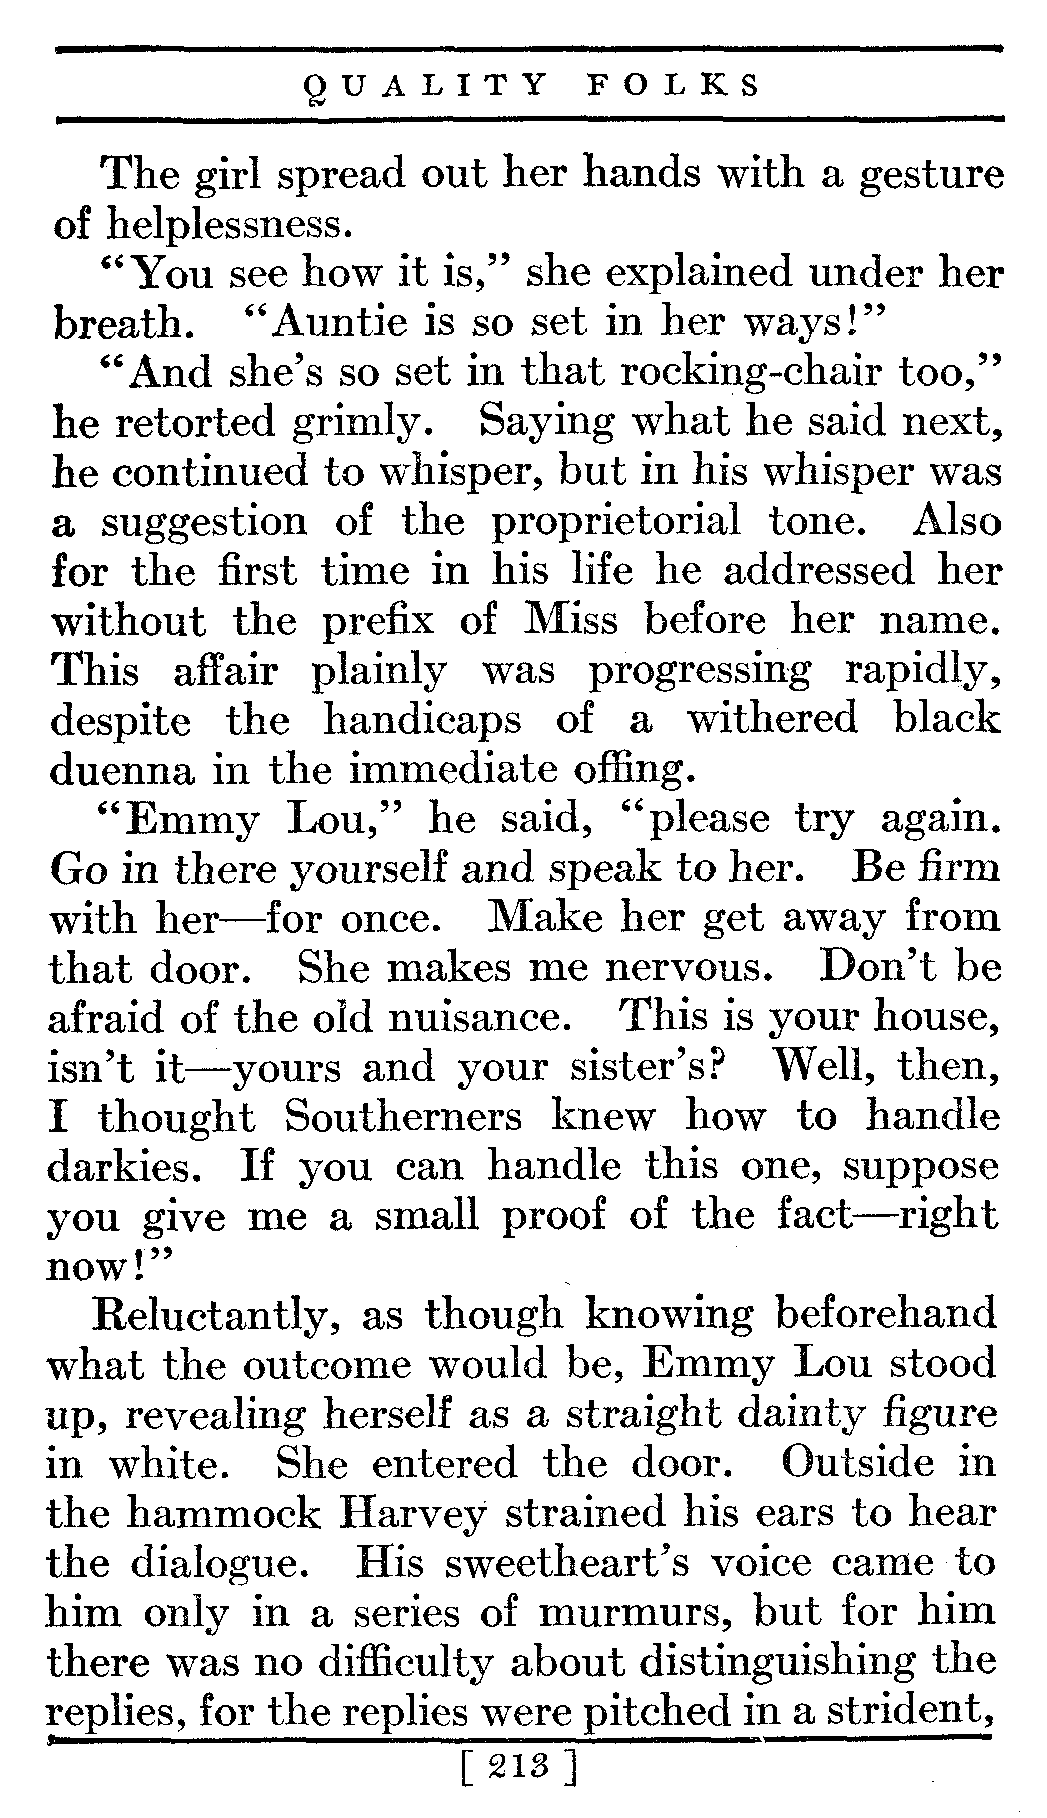 QUALITY FOLKS
The girl spread out her hands with a gesture
of helplessness.
“You see how it is,” she explained under her
breath. “Auntie is so set in her ways!”
“And she’s so set in that rocking-chair too,”
he retorted grimly. Saying what he said next,
he continued to whisper, but in his whisper was
a suggestion of the proprietorial tone. Also
for the first time in his life he addressed her
without the prefix of Miss before her name.
This affair plainly was progressing rapidly,
despite the handicaps of a withered black
duenna in the immediate offing.
“Emmy Lou,” he said, “please try again.
Go in there yourself and speak to her. Be firm
with her—for once. Make her get away from
that door. She makes me nervous. Don’t be
afraid of the old nuisance. This is your house,
isn’t it—yours and your sister’s? Well, then,
I thought Southerners knew how to handle
darkies. If you can handle this one, suppose
you give me a small proof of the fact—right
now!”
Reluctantly, as though knowing beforehand
what the outcome would be, Emmy Lou stood
up, revealing herself as a straight dainty figure
in white. She entered the door. Outside in
the hammock Harvey strained his ears to hear
the dialogue. His sweetheart’s voice came to
him only in a series of murmurs, but for him
there was no difficulty about distinguishing the
replies, for the replies were pitched in a strident,
[ 213 ]